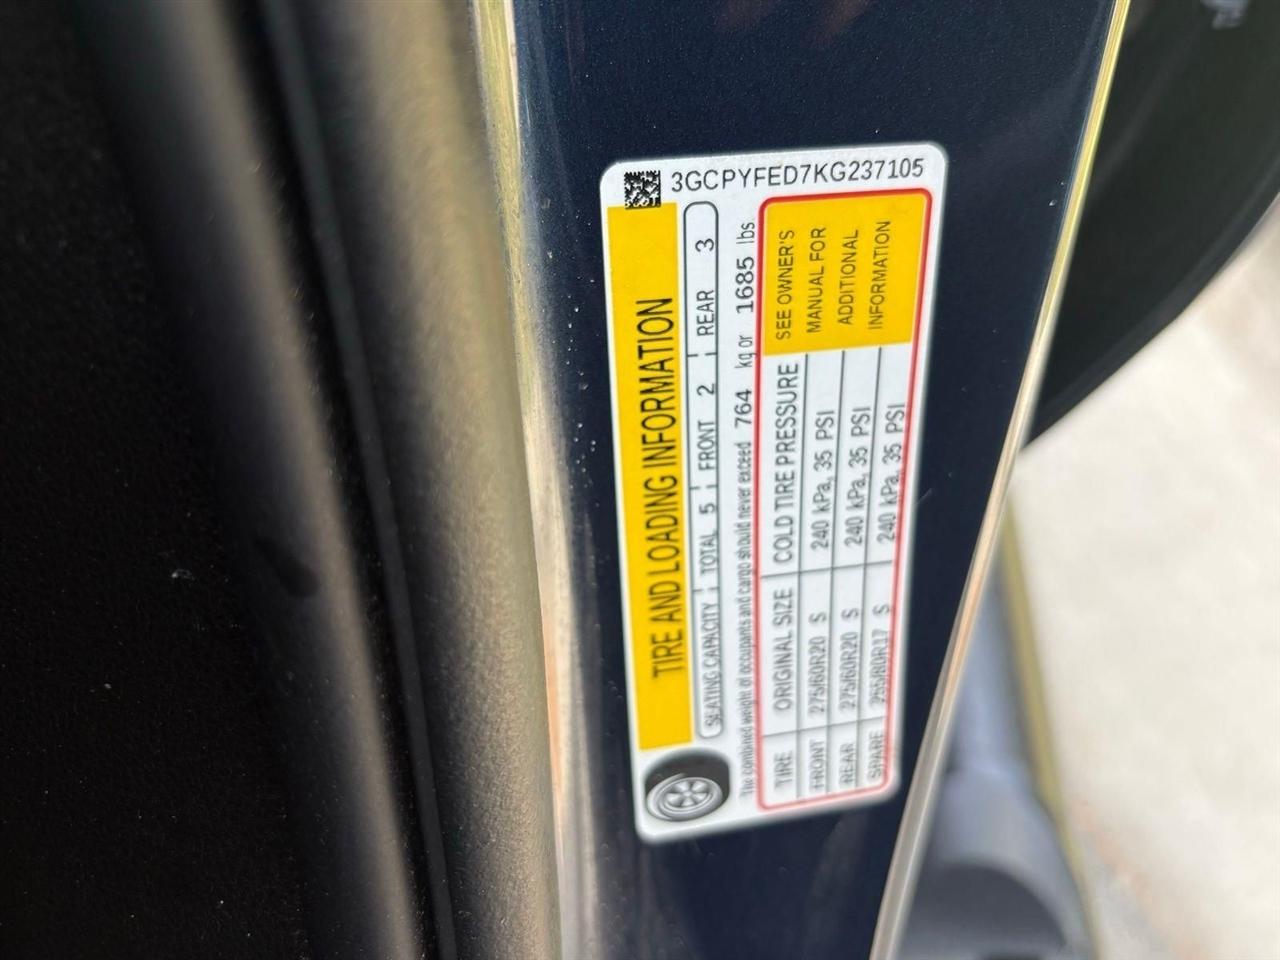 3GCPYFED7KG237105
TIRE AND LOADING INFORMATION
SEATING CAPACITY TOTAL 5 FRONT 2 REAR 3
The combined weight of occupants and cargo should never exceed 764 kg or 1685 lbs
TIRE ORIGINAL SIZE COLD TIRE PRESSURE
FRONT 275/60R20 S 240 kPa, 35 PSI
REAR 275/60R20 S 240 kPa, 35 PSI
SPARE 255/80R17 S 240 kPa, 35 PSI
SEE OWNER'S
MANUAL FOR
ADDITIONAL
INFORMATION